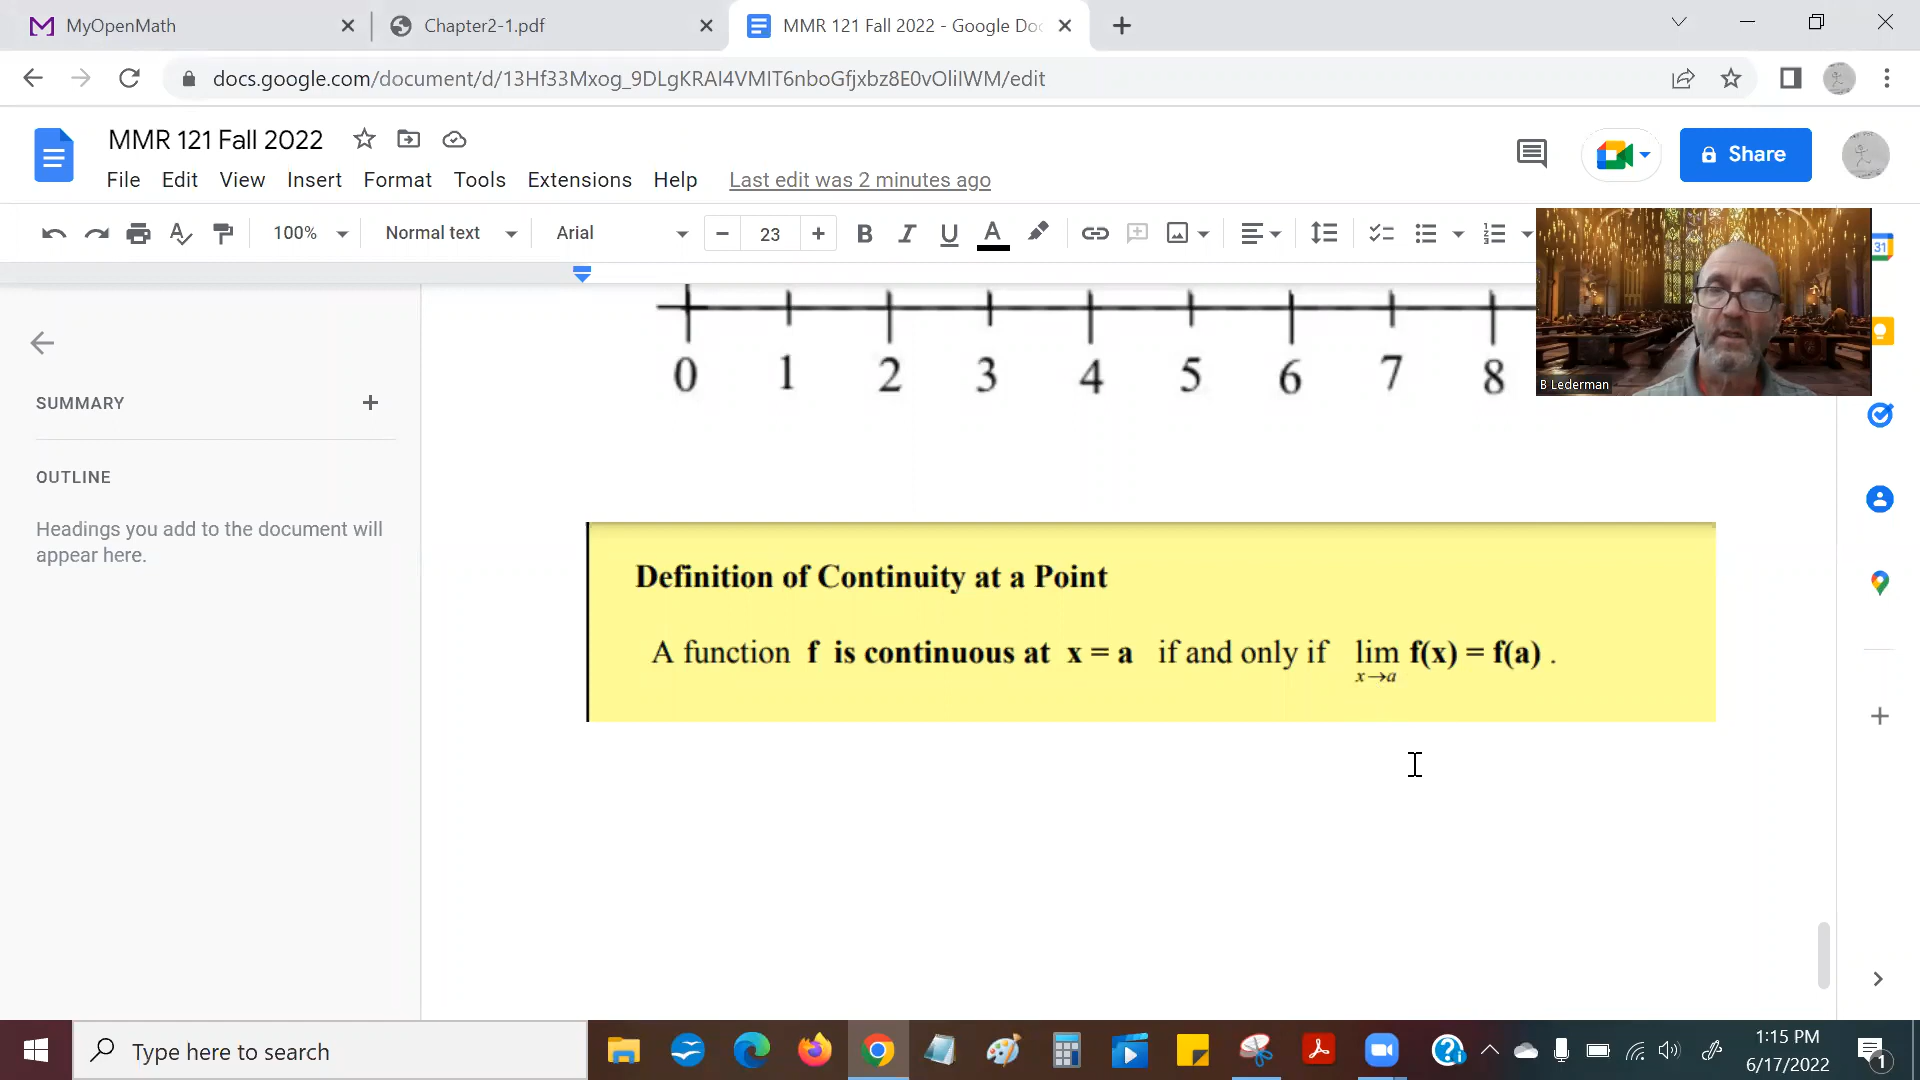 MyOpenMath
Chapter2-1.pdf
MMR 121 Fall 2022 - Google Doc
docs.google.com/document/d/13Hf33Mxog_9DLgKRAI4VMIT6nboGfjxbz8E0vOliIWM/edit
MMR 121 Fall 2022
Share
File Edit View Insert Format Tools Extensions Help Last edit was 2 minutes ago
100% Normal text Arial 23 B I U A
31
0 1 2 3 4 5 6 7 8
B Lederman
SUMMARY
OUTLINE
Headings you add to the document will
appear here.
Definition of Continuity at a Point
A function f is continuous at x = a if and only if lim f(x) = f(a) .
x→a
Type here to search
1:15 PM
6/17/2022
1